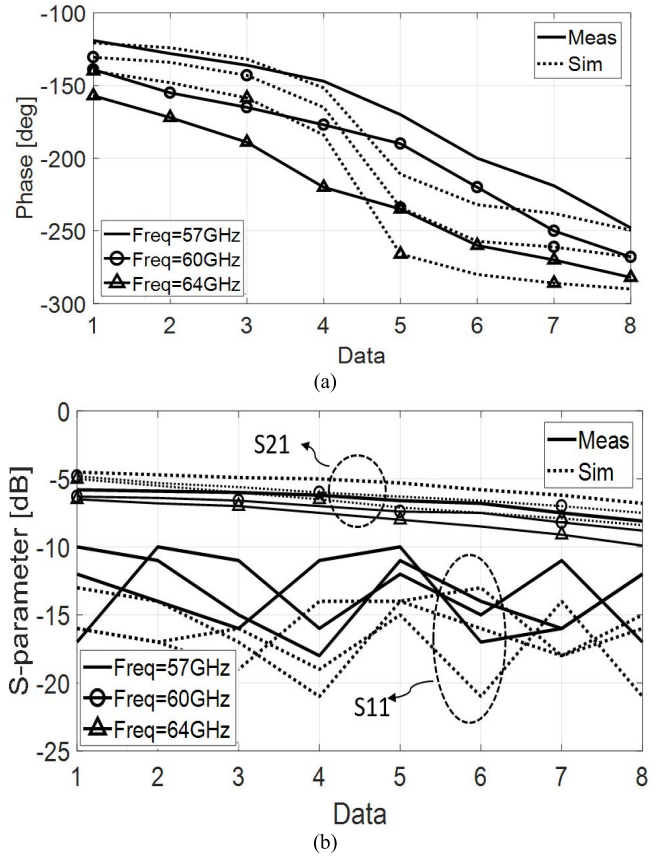 -100
-150
-200
-250
-300
Phase [deg]
Meas
Sim
Freq=57GHz
Freq=60GHz
Freq=64GHz
1 2 3 4 5 6 7 8
Data
(a)
0
-5
-10
-15
-20
-25
S-parameter [dB]
S21
Meas
Sim
Freq=57GHz
Freq=60GHz
Freq=64GHz
S11
1 2 3 4 5 6 7 8
Data
(b)